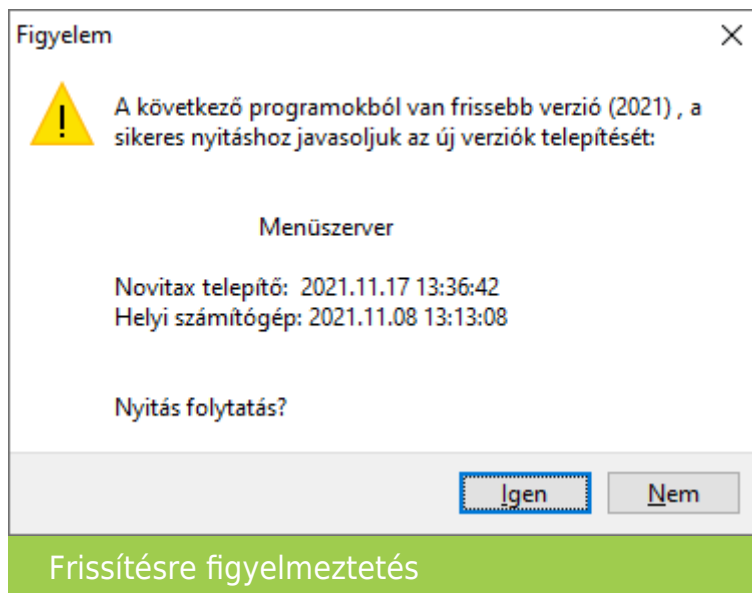 Figyelem
A következő programokból van frissebb verzió (2021) , a
sikeres nyitáshoz javasoljuk az új verziók telepítését:
Menüszerver
Novitax telepítő: 2021.11.17 13:36:42
Helyi számítógép: 2021.11.08 13:13:08
Nyitás folytatás?
Igen Nem
Frissítésre figyelmeztetés